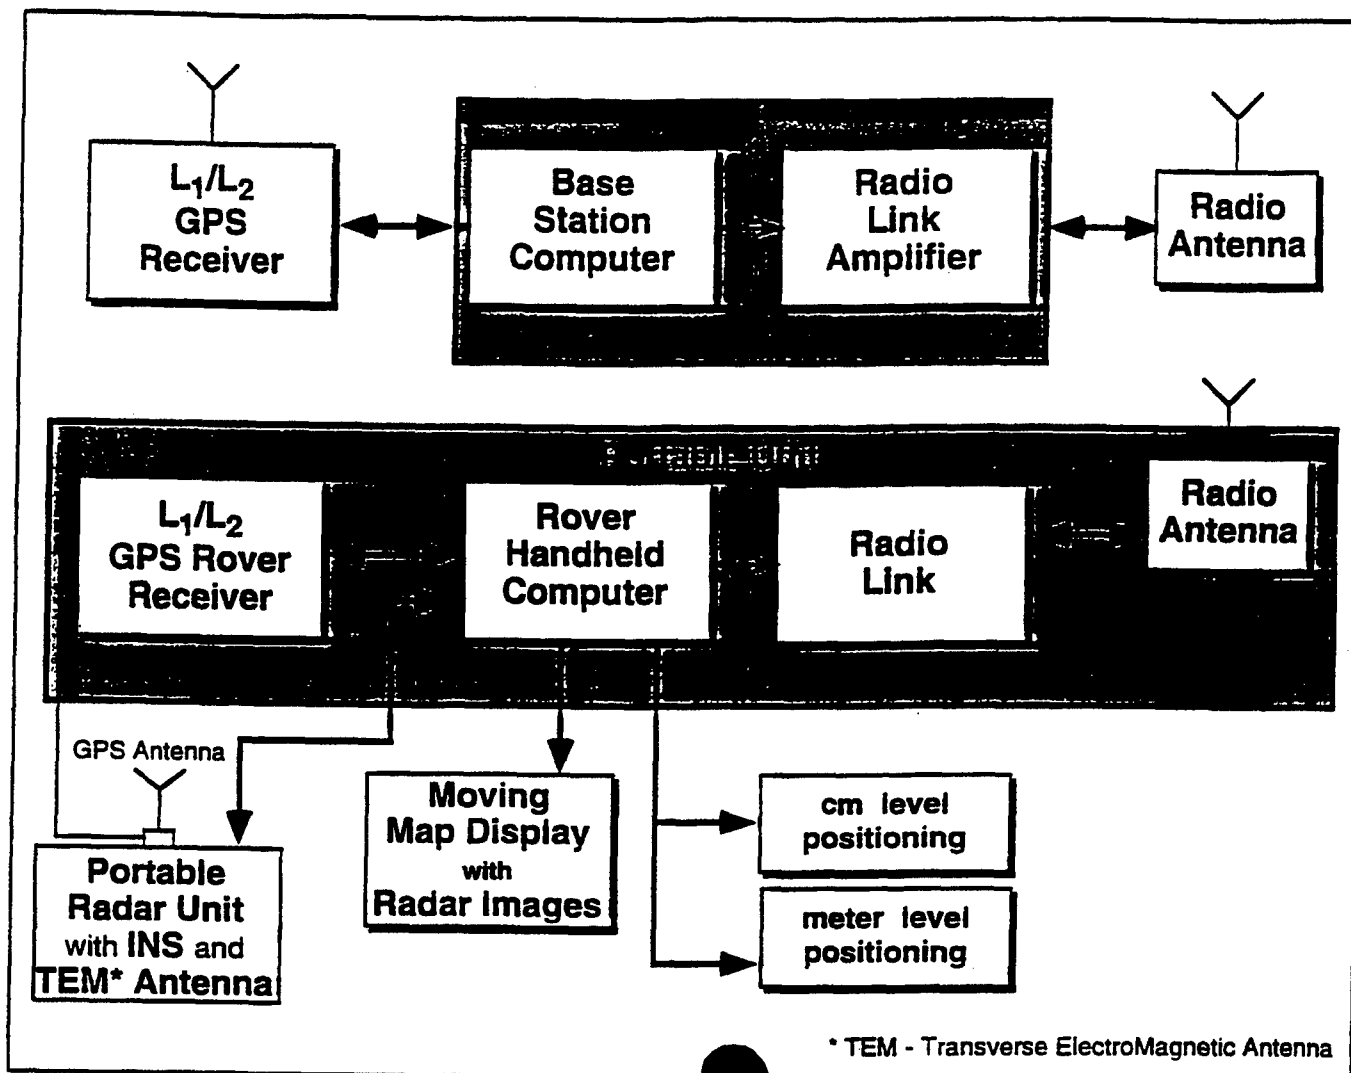 L1/L2
GPS
Receiver
Base
Station
Computer
Radio
Link
Amplifier
Radio
Antenna
L1/L2
GPS Rover
Receiver
Rover
Handheld
Computer
Radio
Link
Radio
Antenna
GPS Antenna
Portable
Radar Unit
with INS and
TEM* Antenna
Moving
Map Display
with
Radar Images
cm level
positioning
meter level
positioning
* TEM - Transverse ElectroMagnetic Antenna